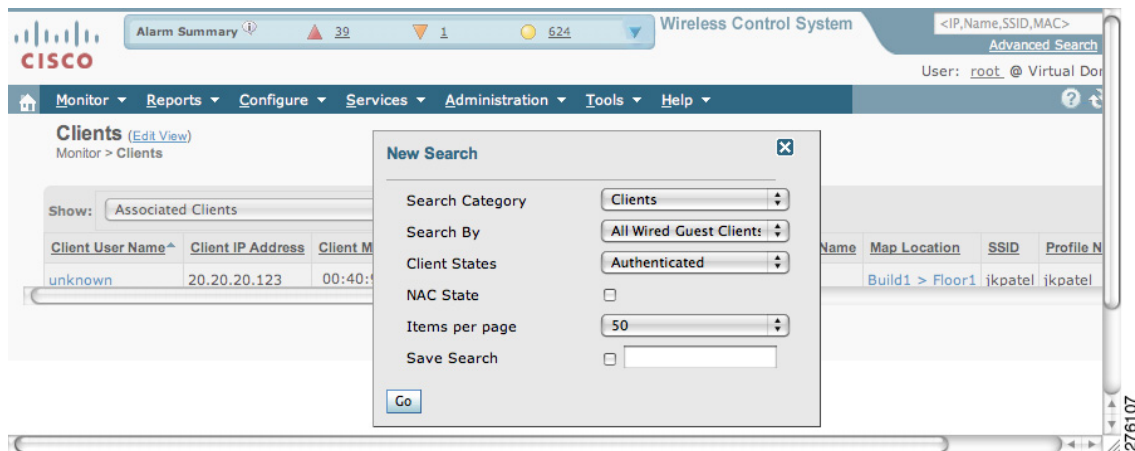 Alarm Summary 39 1 624
Wireless Control System
<IP,Name,SSID,MAC>
Advanced Search
CISCO
User: root @ Virtual
Monitor Reports Configure Services Administration Tools Help
Clients (Edit View)
Monitor > Clients
New Search
Search Category Clients
Search By All Wired Guest Clients
Client States Authenticated
NAC State
Items per page 50
Save Search
Go
Show: Associated Clients
Client User Name Client IP Address Client Name Map Location SSID Profile
unknown 20.20.20.123 00:40: Build1 > Floor1 jkpatel jkpatel
276107